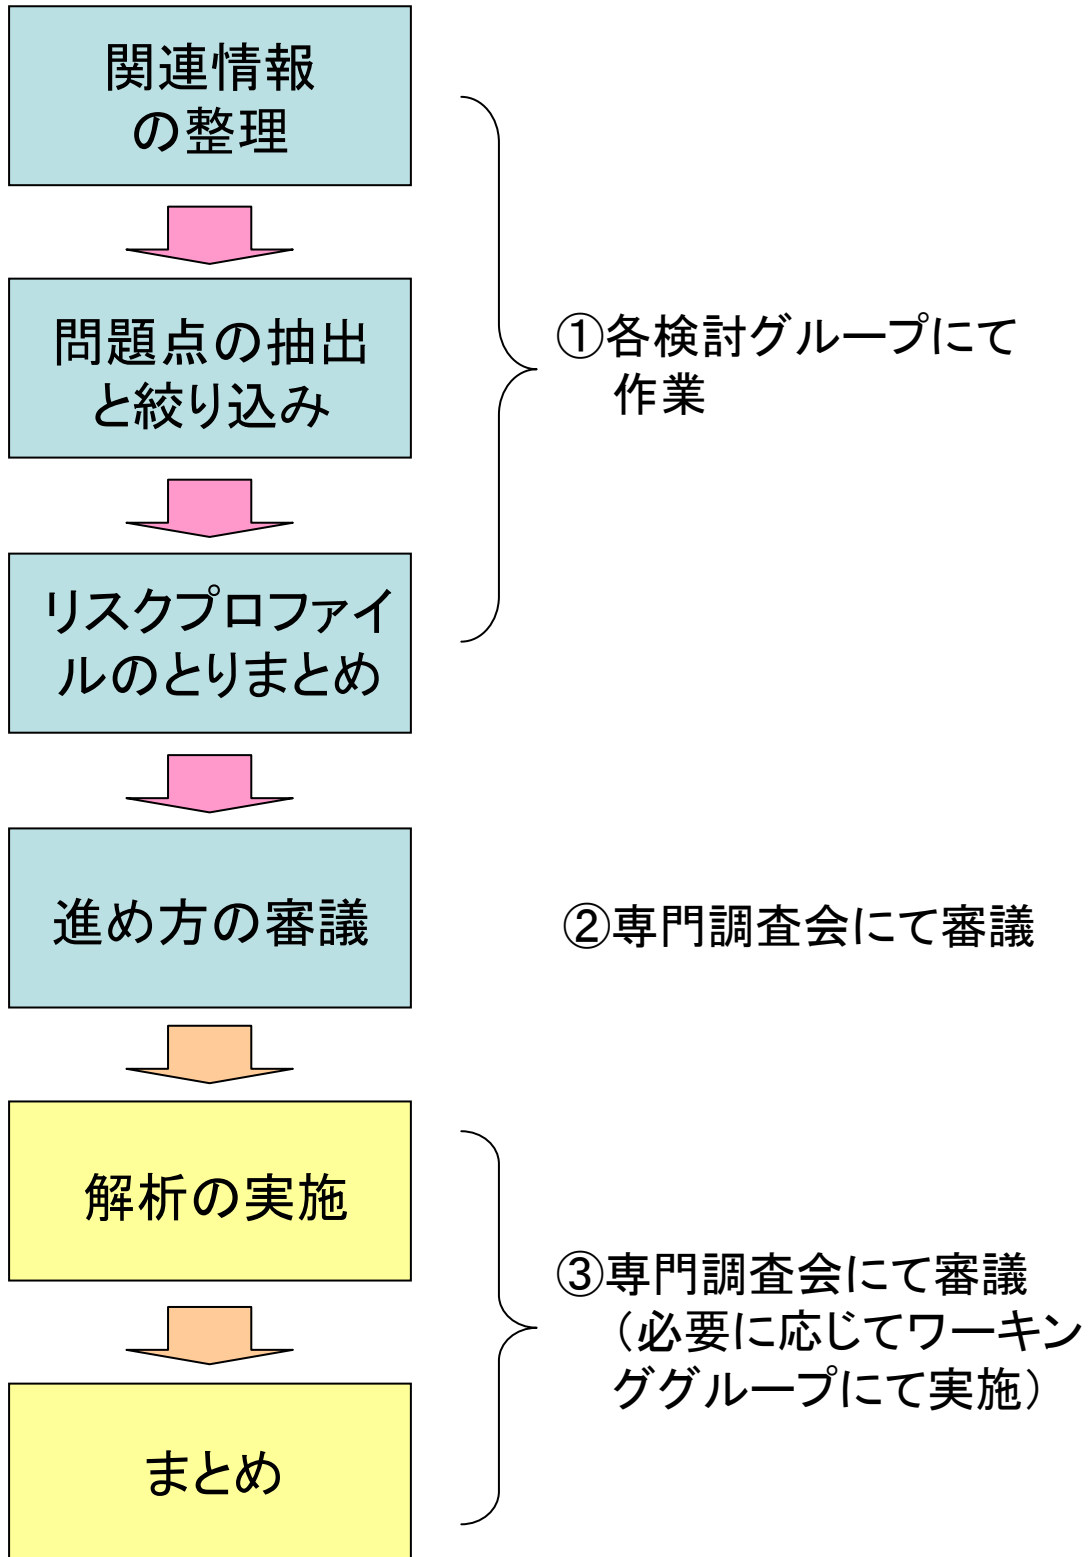 関連情報
の整理
問題点の抽出
と絞り込み
①各検討グループにて
作業
リスクプロファイ
ルのとりまとめ
進め方の審議
②専門調査会にて審議
解析の実施
③専門調査会にて審議
（必要に応じてワーキン
ググループにて実施）
まとめ